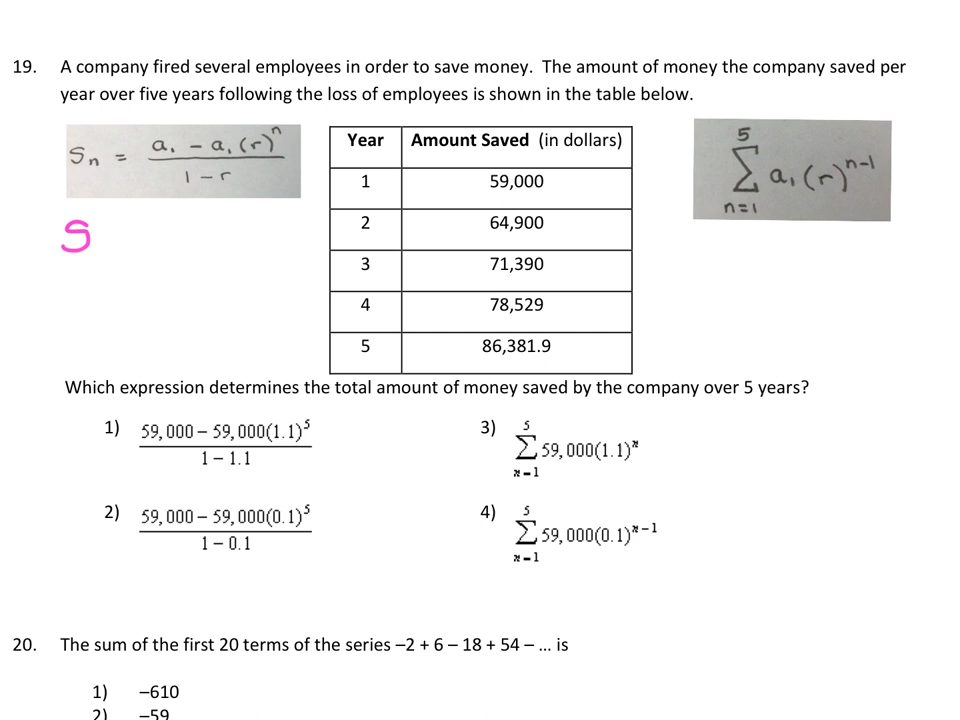 19. A company fired several employees in order to save money. The amount of money the company saved per
year over five years following the loss of employees is shown in the table below.
Sn = a₁ - a₁(r)ⁿ / 1 - r
S
Year Amount Saved (in dollars)
1 59,000
2 64,900
3 71,390
4 78,529
5 86,381.9
5
∑ a₁(r)ⁿ⁻¹
n=1
Which expression determines the total amount of money saved by the company over 5 years?
1) 59,000 – 59,000(1.1)⁵
1 – 1.1
2) 59,000 – 59,000(0.1)⁵
1 – 0.1
3) 5
∑ 59,000(1.1)ⁿ
n=1
4) 5
∑ 59,000(0.1)ⁿ⁻¹
n=1
20. The sum of the first 20 terms of the series –2 + 6 – 18 + 54 – … is
1) –610
2) –59